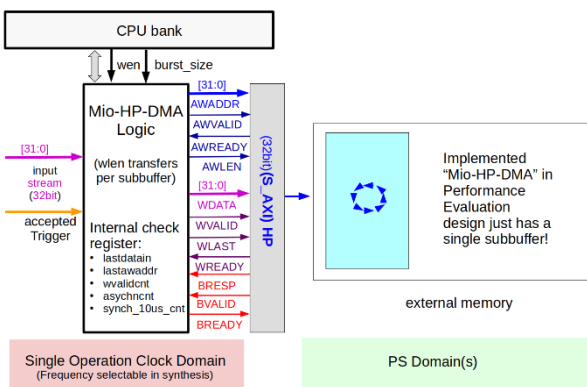 CPU bank
wen
burst_size
[31:0]
Mio-HP-DMA
Logic
(wlen transfers
per subbuffer)
Internal check
register:
• lastdatain
• lastawaddr
• wvalidcnt
• asychncnt
• synch_10us_cnt
[31:0]
input
stream
(32bit)
accepted
Trigger
AWADDR
AWVALID
AWREADY
AWLEN
[31:0]
WDATA
WVALID
WLAST
WREADY
BRESP
BVALID
BREADY
(32bit)(S_AXI) HP
Implemented
“Mio-HP-DMA” in
Performance
Evaluation
design just has a
single subbuffer!
external memory
Single Operation Clock Domain
(Frequency selectable in synthesis)
PS Domain(s)